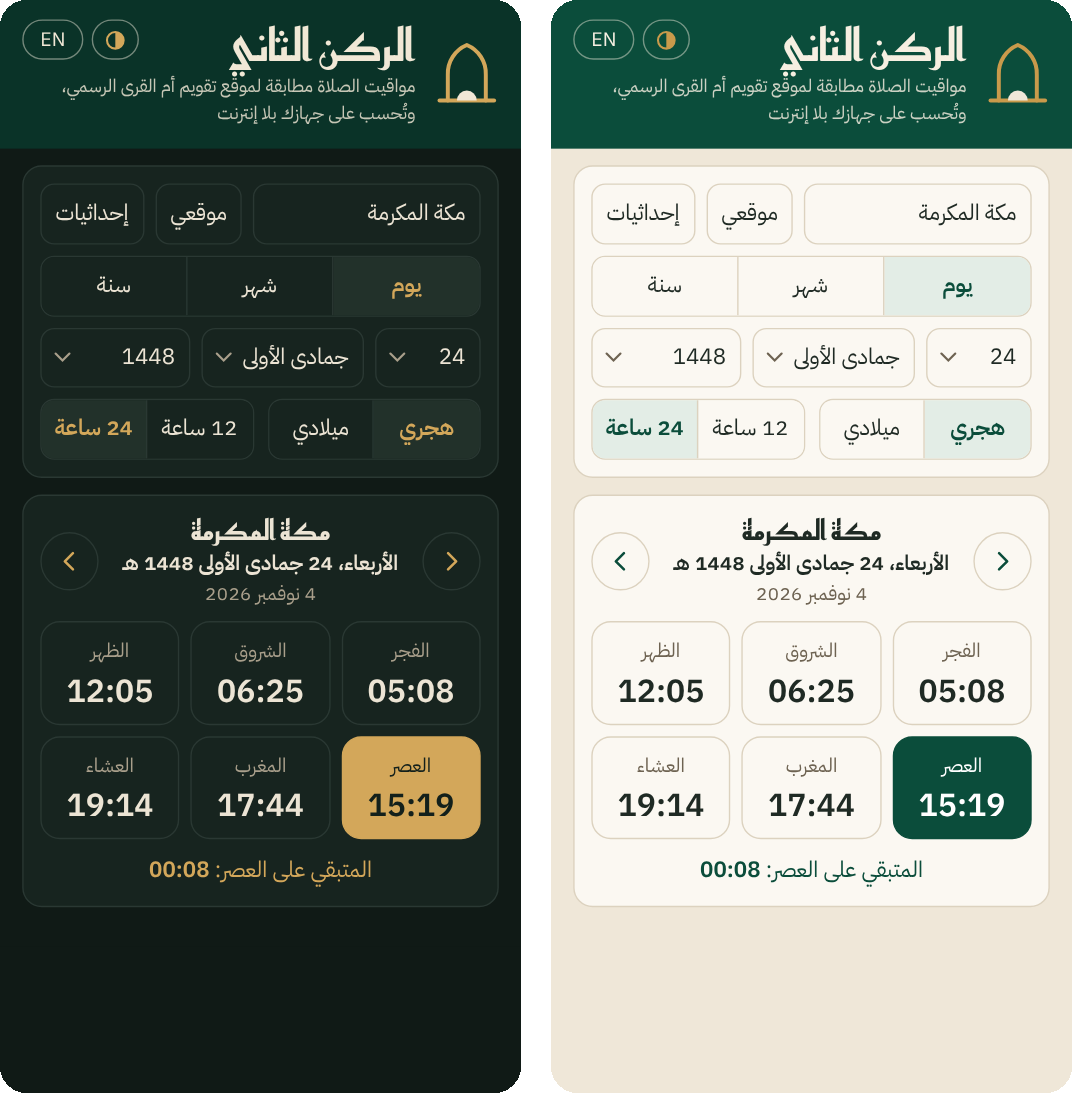 الركن الثاني
مواقيت الصلاة مطابقة لموقع تقويم أم القرى الرسمي،
وتُحسب على جهازك بلا إنترنت
EN
مكة المكرمة
موقعي
إحداثيات
يوم
شهر
سنة
24
جمادى الأولى
1448
هجري
ميلادي
12 ساعة
24 ساعة
مكة المكرمة
الأربعاء، 24 جمادى الأولى 1448 هـ
4 نوفمبر 2026
الفجر
05:08
الشروق
06:25
الظهر
12:05
العصر
15:19
المغرب
17:44
العشاء
19:14
المتبقي على العصر: 00:08
الركن الثاني
مواقيت الصلاة مطابقة لموقع تقويم أم القرى الرسمي،
وتُحسب على جهازك بلا إنترنت
EN
مكة المكرمة
موقعي
إحداثيات
يوم
شهر
سنة
24
جمادى الأولى
1448
هجري
ميلادي
12 ساعة
24 ساعة
مكة المكرمة
الأربعاء، 24 جمادى الأولى 1448 هـ
4 نوفمبر 2026
الفجر
05:08
الشروق
06:25
الظهر
12:05
العصر
15:19
المغرب
17:44
العشاء
19:14
المتبقي على العصر: 00:08